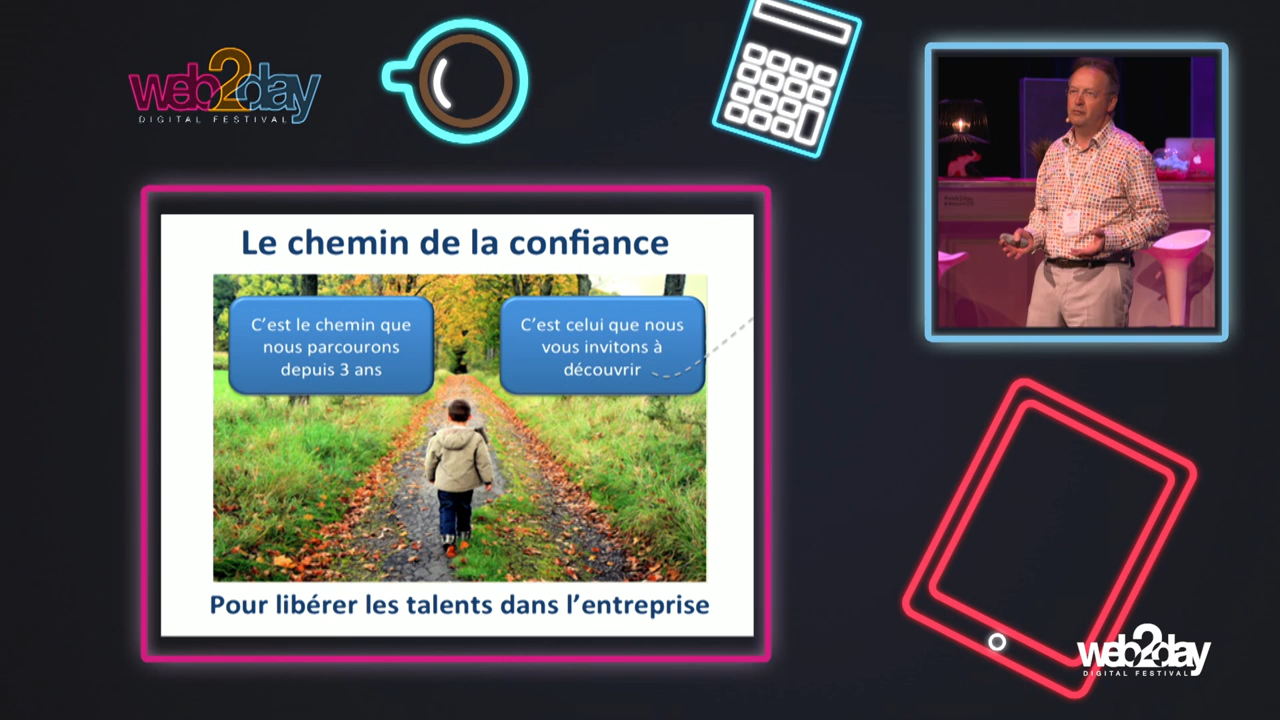 web2day
DIGITAL FESTIVAL
Le chemin de la confiance
C'est le chemin que
nous parcourons
depuis 3 ans
C'est celui que nous
vous invitons à
découvrir
Pour libérer les talents dans l'entreprise
web2day
DIGITAL FESTIVAL